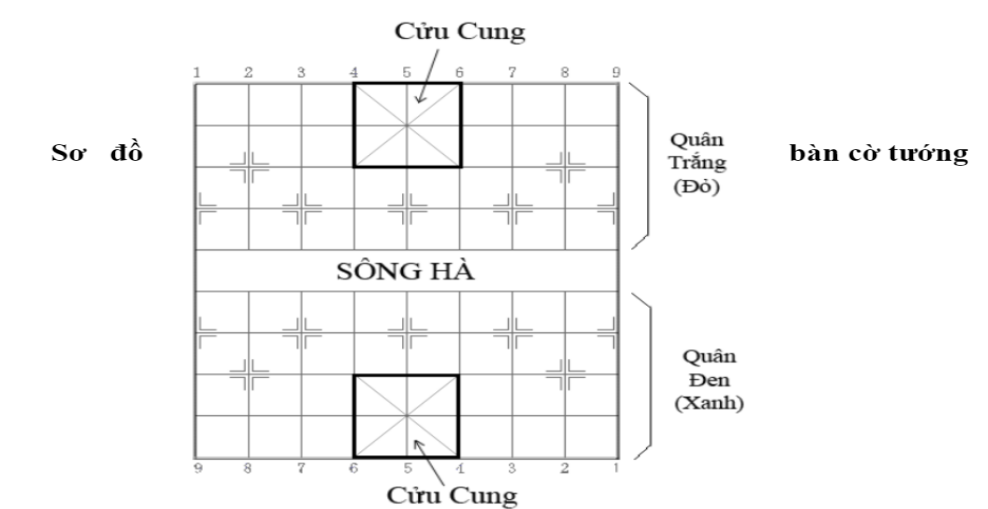 Cửu Cung
1 2 3 4 5 6 7 8 9
Sơ đồ
Quân
Trắng
(Đỏ)
bàn cờ tướng
SÔNG HÀ
Quân
Đen
(Xanh)
9 8 7 6 5 4 3 2 1
Cửu Cung